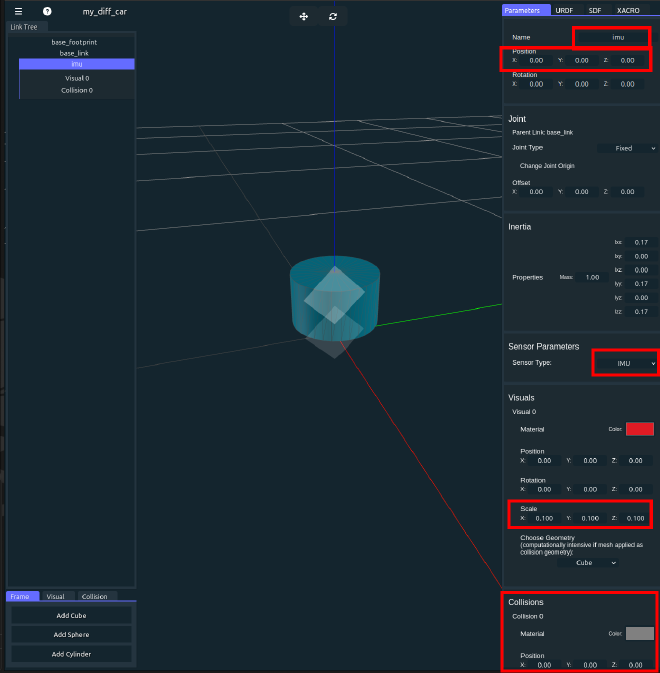 my_diff_car
Link Tree
base_footprint
base_link
imu
Visual 0
Collision 0
Frame Visual Collision
Add Cube
Add Sphere
Add Cylinder
Parameters URDF SDF XACRO
Name imu
Position
X: 0.00 Y: 0.00 Z: 0.00
Rotation
X: 0.00 Y: 0.00 Z: 0.00
Joint
Parent Link: base_link
Joint Type Fixed
Change Joint Origin
Offset
X: 0.00 Y: 0.00 Z: 0.00
Inertia
Ixx: 0.17
Ixy: 0.00
Ixz: 0.00
Properties Mass: 1.00 Iyy: 0.17
Iyz: 0.00
Izz: 0.17
Sensor Parameters
Sensor Type: IMU
Visuals
Visual 0
Material Color:
Position
X: 0.00 Y: 0.00 Z: 0.00
Rotation
X: 0.00 Y: 0.00 Z: 0.00
Scale
X: 0.100 Y: 0.100 Z: 0.100
Choose Geometry
(computationally intensive if mesh applied as
collision geometry):
Cube
Collisions
Collision 0
Material Color:
Position
X: 0.00 Y: 0.00 Z: 0.00